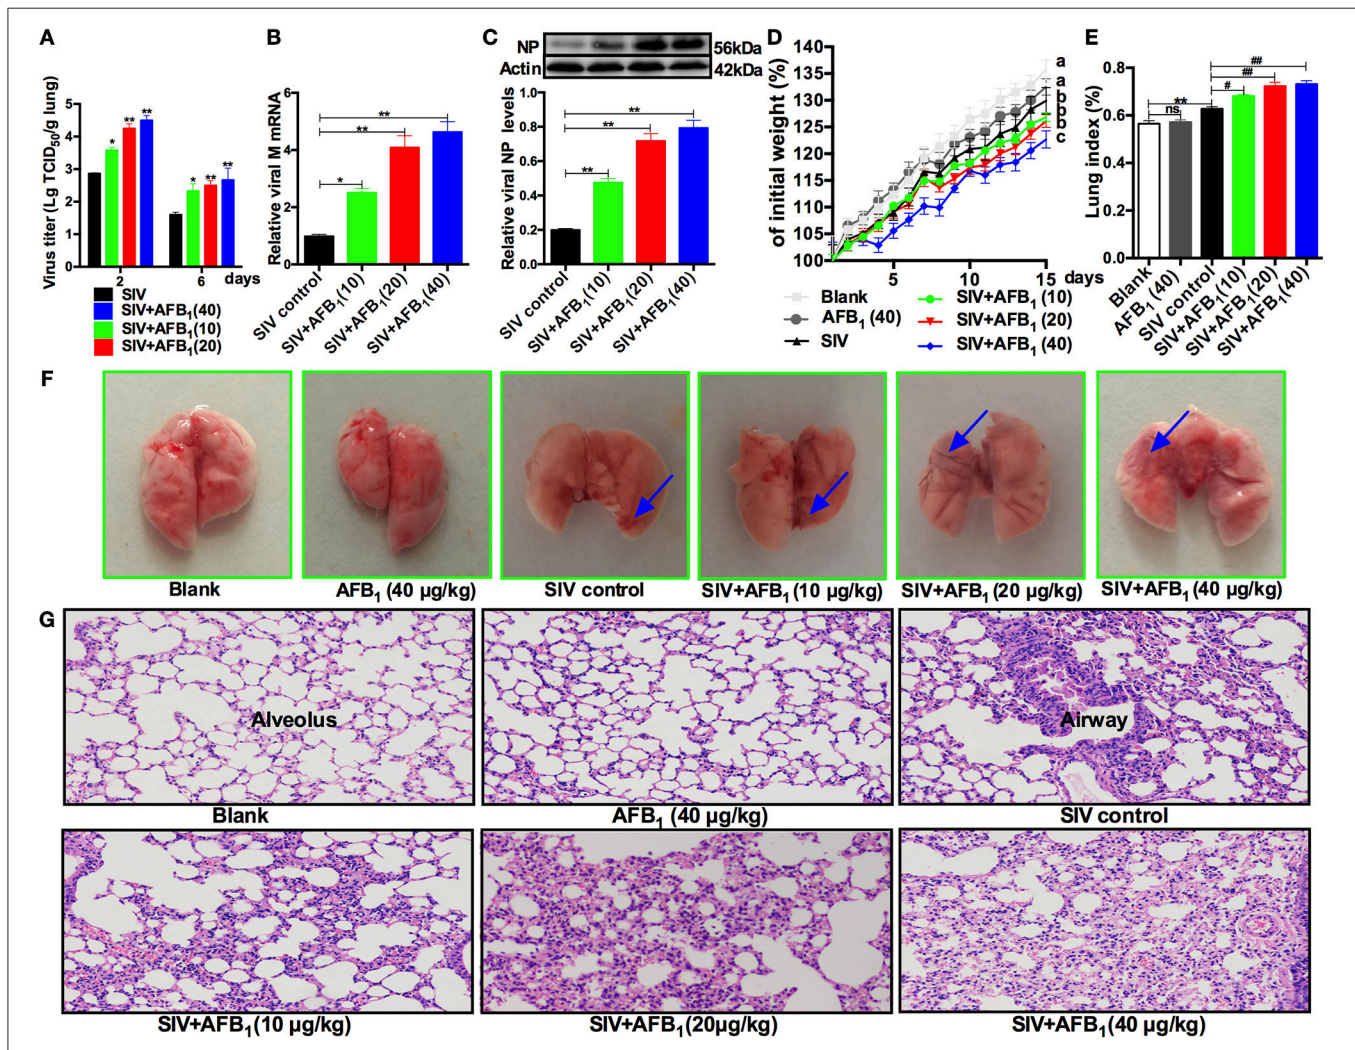 A
Virus titer (Lg TCID50/g lung)
5
4
3
2
1
0
* ** **
* ** **
2
6
days
SIV
SIV+AFB1(40)
SIV+AFB1(10)
SIV+AFB1(20)
B
Relative viral M mRNA
6
4
2
0
**
**
*
SIV control
SIV+AFB1(10)
SIV+AFB1(20)
SIV+AFB1(40)
C
NP
56kDa
Actin
42kDa
Relative viral NP levels
1.0
0.8
0.6
0.4
0.2
0.0
**
**
**
SIV control
SIV+AFB1(10)
SIV+AFB1(20)
SIV+AFB1(40)
D
of initial weight (%)
140
135
130
125
120
115
110
105
100
5
10
15
days
a
a
b
b
b
c
Blank
AFB1 (40)
SIV
SIV+AFB1 (10)
SIV+AFB1 (20)
SIV+AFB1 (40)
E
Lung index (%)
0.8
0.6
0.4
0.2
0.0
##
##
#
**
ns
Blank
AFB1 (40)
SIV control
SIV+AFB1(10)
SIV+AFB1(20)
SIV+AFB1(40)
F
Blank
AFB1 (40 µg/kg)
SIV control
SIV+AFB1 (10 µg/kg)
SIV+AFB1 (20 µg/kg)
SIV+AFB1 (40 µg/kg)
G
Alveolus
Airway
Blank
AFB1 (40 µg/kg)
SIV control
SIV+AFB1(10 µg/kg)
SIV+AFB1(20µg/kg)
SIV+AFB1(40 µg/kg)